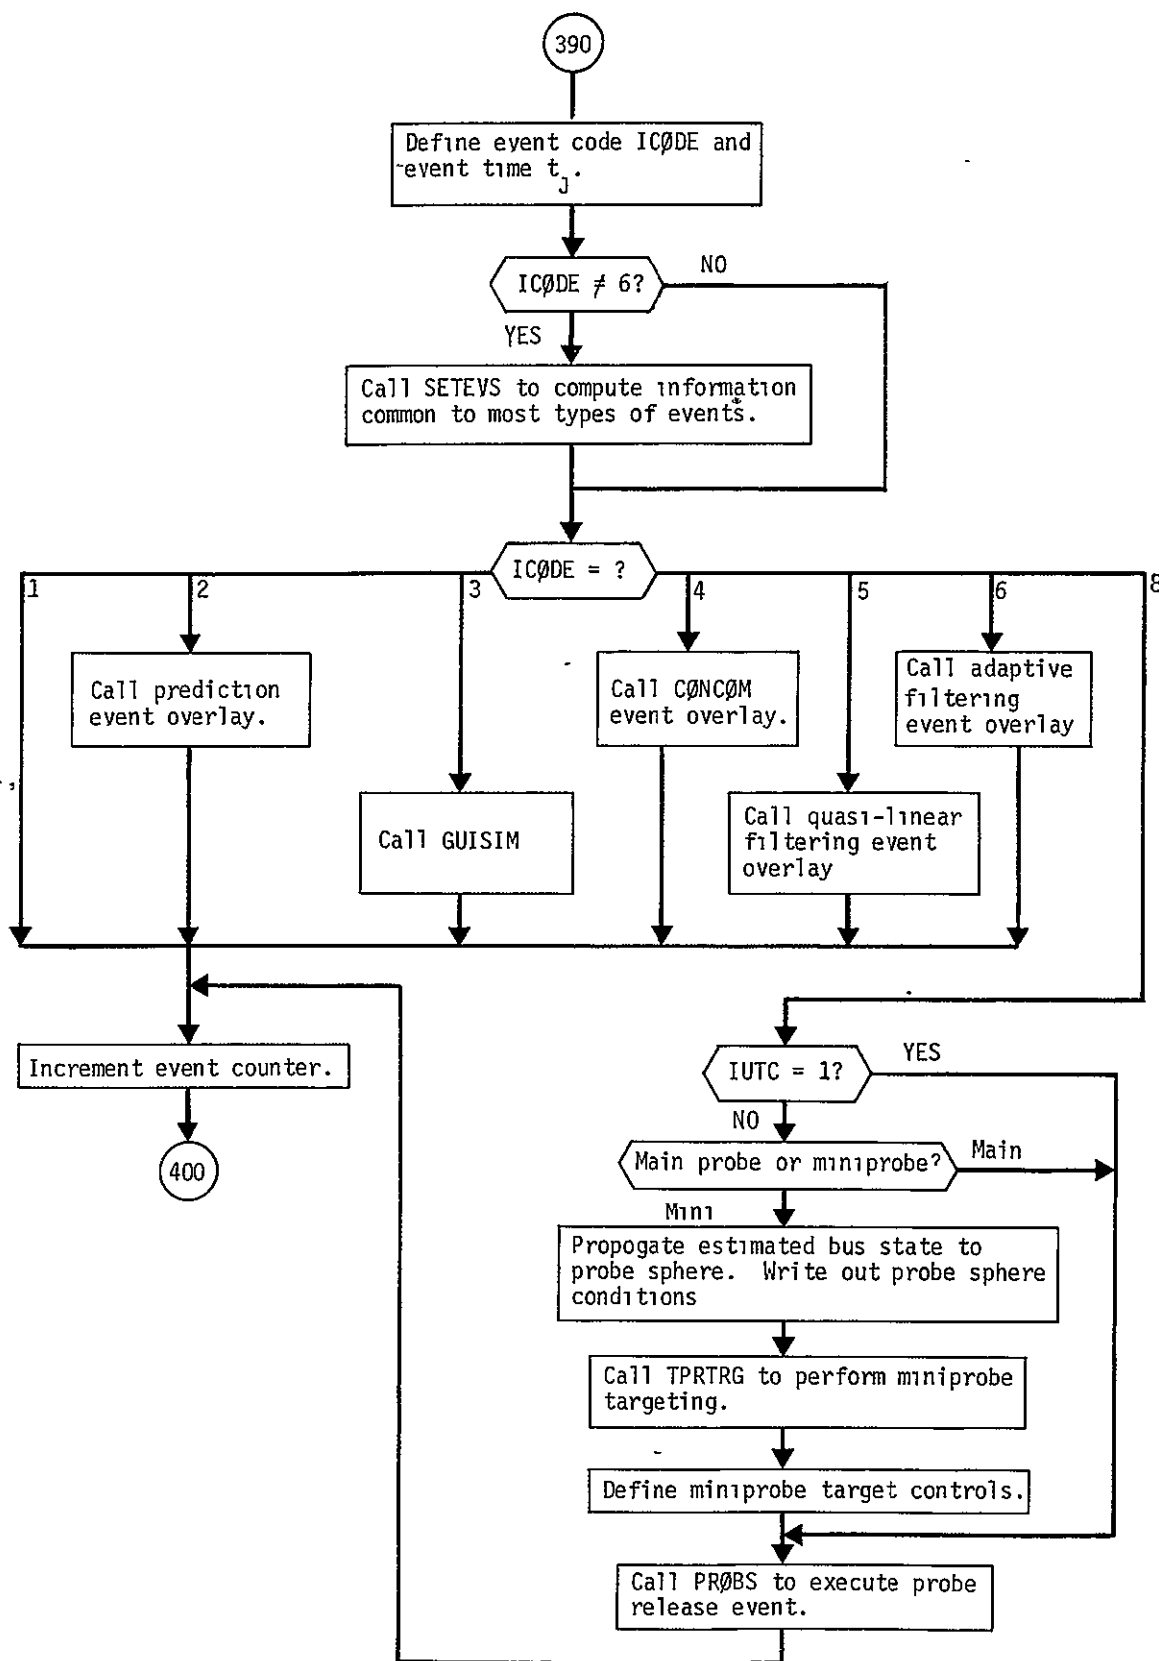 390
Define event code ICØDE and
event time tJ.
ICØDE ≠ 6?
NO
YES
Call SETEVS to compute information
common to most types of events.
ICØDE = ?
1
2
3
4
5
6
8
Call prediction
event overlay.
Call CØNCØM
event overlay.
Call adaptive
filtering
event overlay
Call GUISIM
Call quasi-linear
filtering event
overlay
Increment event counter.
400
IUTC = 1?
YES
NO
Main probe or miniprobe?
Main
Mini
Propogate estimated bus state to
probe sphere. Write out probe sphere
conditions
Call TPRTRG to perform miniprobe
targeting.
Define miniprobe target controls.
Call PRØBS to execute probe
release event.